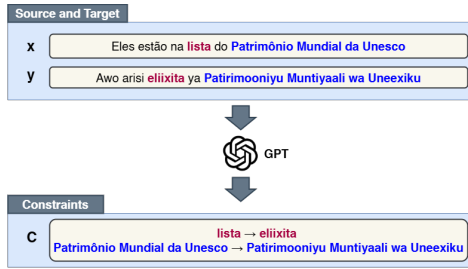 Source and Target
x Eles estão na lista do Patrimônio Mundial da Unesco
y Awo arisi eliixita ya Patirimooniyu Muntiyaali wa Uneexiku
GPT
Constraints
lista → eliixita
C
Patrimônio Mundial da Unesco → Patirimooniyu Muntiyaali wa Uneexiku